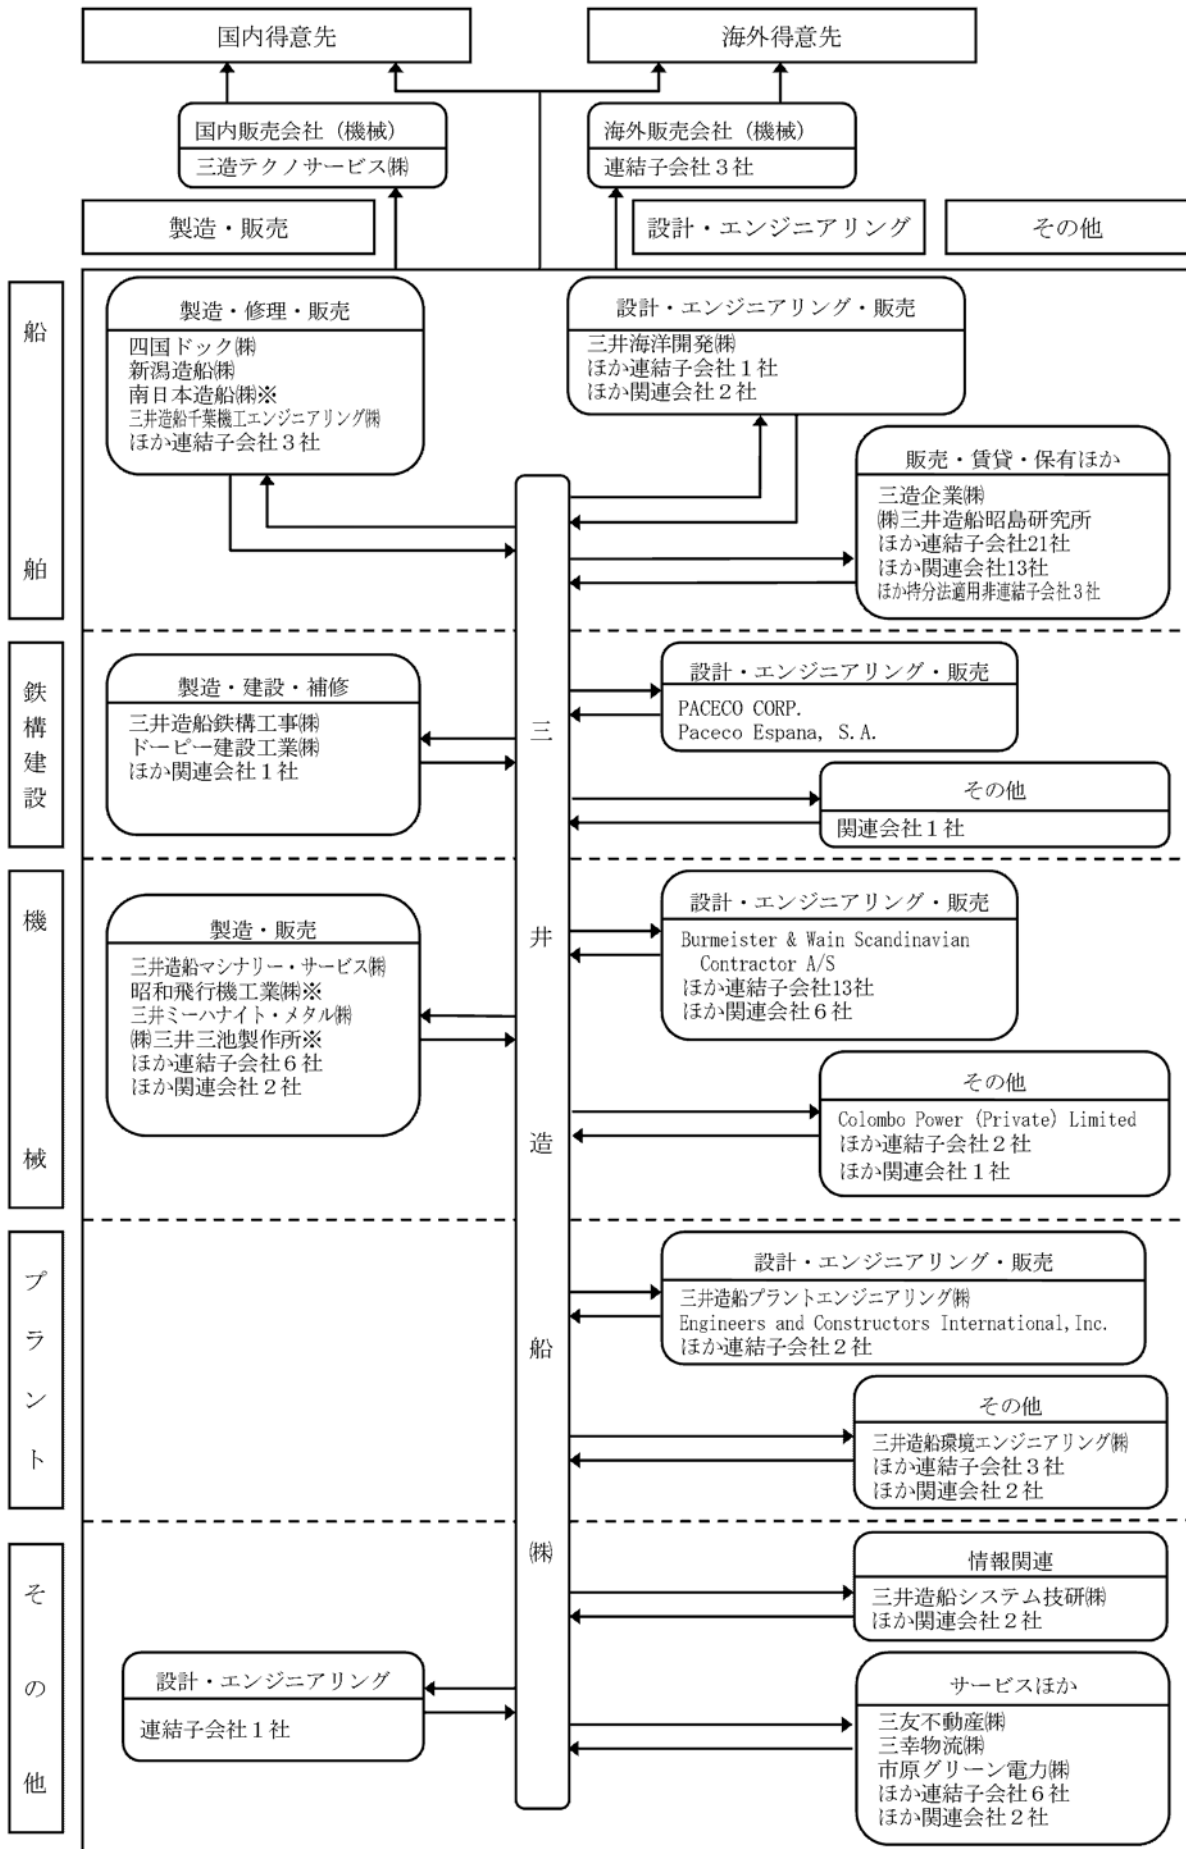 国内得意先
海外得意先
国内販売会社（機械）
三造テクノサービス㈱
海外販売会社（機械）
連結子会社３社
製造・販売
設計・エンジニアリング
その他
船舶
製造・修理・販売
四国ドック㈱
新潟造船㈱
南日本造船㈱※
三井造船千葉機工エンジニアリング㈱
ほか連結子会社３社
設計・エンジニアリング・販売
三井海洋開発㈱
ほか連結子会社１社
ほか関連会社２社
販売・賃貸・保有ほか
三造企業㈱
㈱三井造船昭島研究所
ほか連結子会社21社
ほか関連会社13社
ほか持分法適用非連結子会社３社
三井造船㈱
鉄構建設
製造・建設・補修
三井造船鉄構工事㈱
ドーピー建設工業㈱
ほか関連会社１社
設計・エンジニアリング・販売
PACECO CORP.
Paceco Espana, S.A.
その他
関連会社１社
機械
製造・販売
三井造船マシナリー・サービス㈱
昭和飛行機工業㈱※
三井ミーハナイト・メタル㈱
㈱三井三池製作所※
ほか連結子会社６社
ほか関連会社２社
設計・エンジニアリング・販売
Burmeister & Wain Scandinavian
Contractor A/S
ほか連結子会社13社
ほか関連会社６社
その他
Colombo Power (Private) Limited
ほか連結子会社２社
ほか関連会社１社
プラント
設計・エンジニアリング・販売
三井造船プラントエンジニアリング㈱
Engineers and Constructors International,Inc.
ほか連結子会社２社
その他
三井造船環境エンジニアリング㈱
ほか連結子会社３社
ほか関連会社２社
その他
情報関連
三井造船システム技研㈱
ほか関連会社２社
設計・エンジニアリング
連結子会社１社
サービスほか
三友不動産㈱
三幸物流㈱
市原グリーン電力㈱
ほか連結子会社６社
ほか関連会社２社